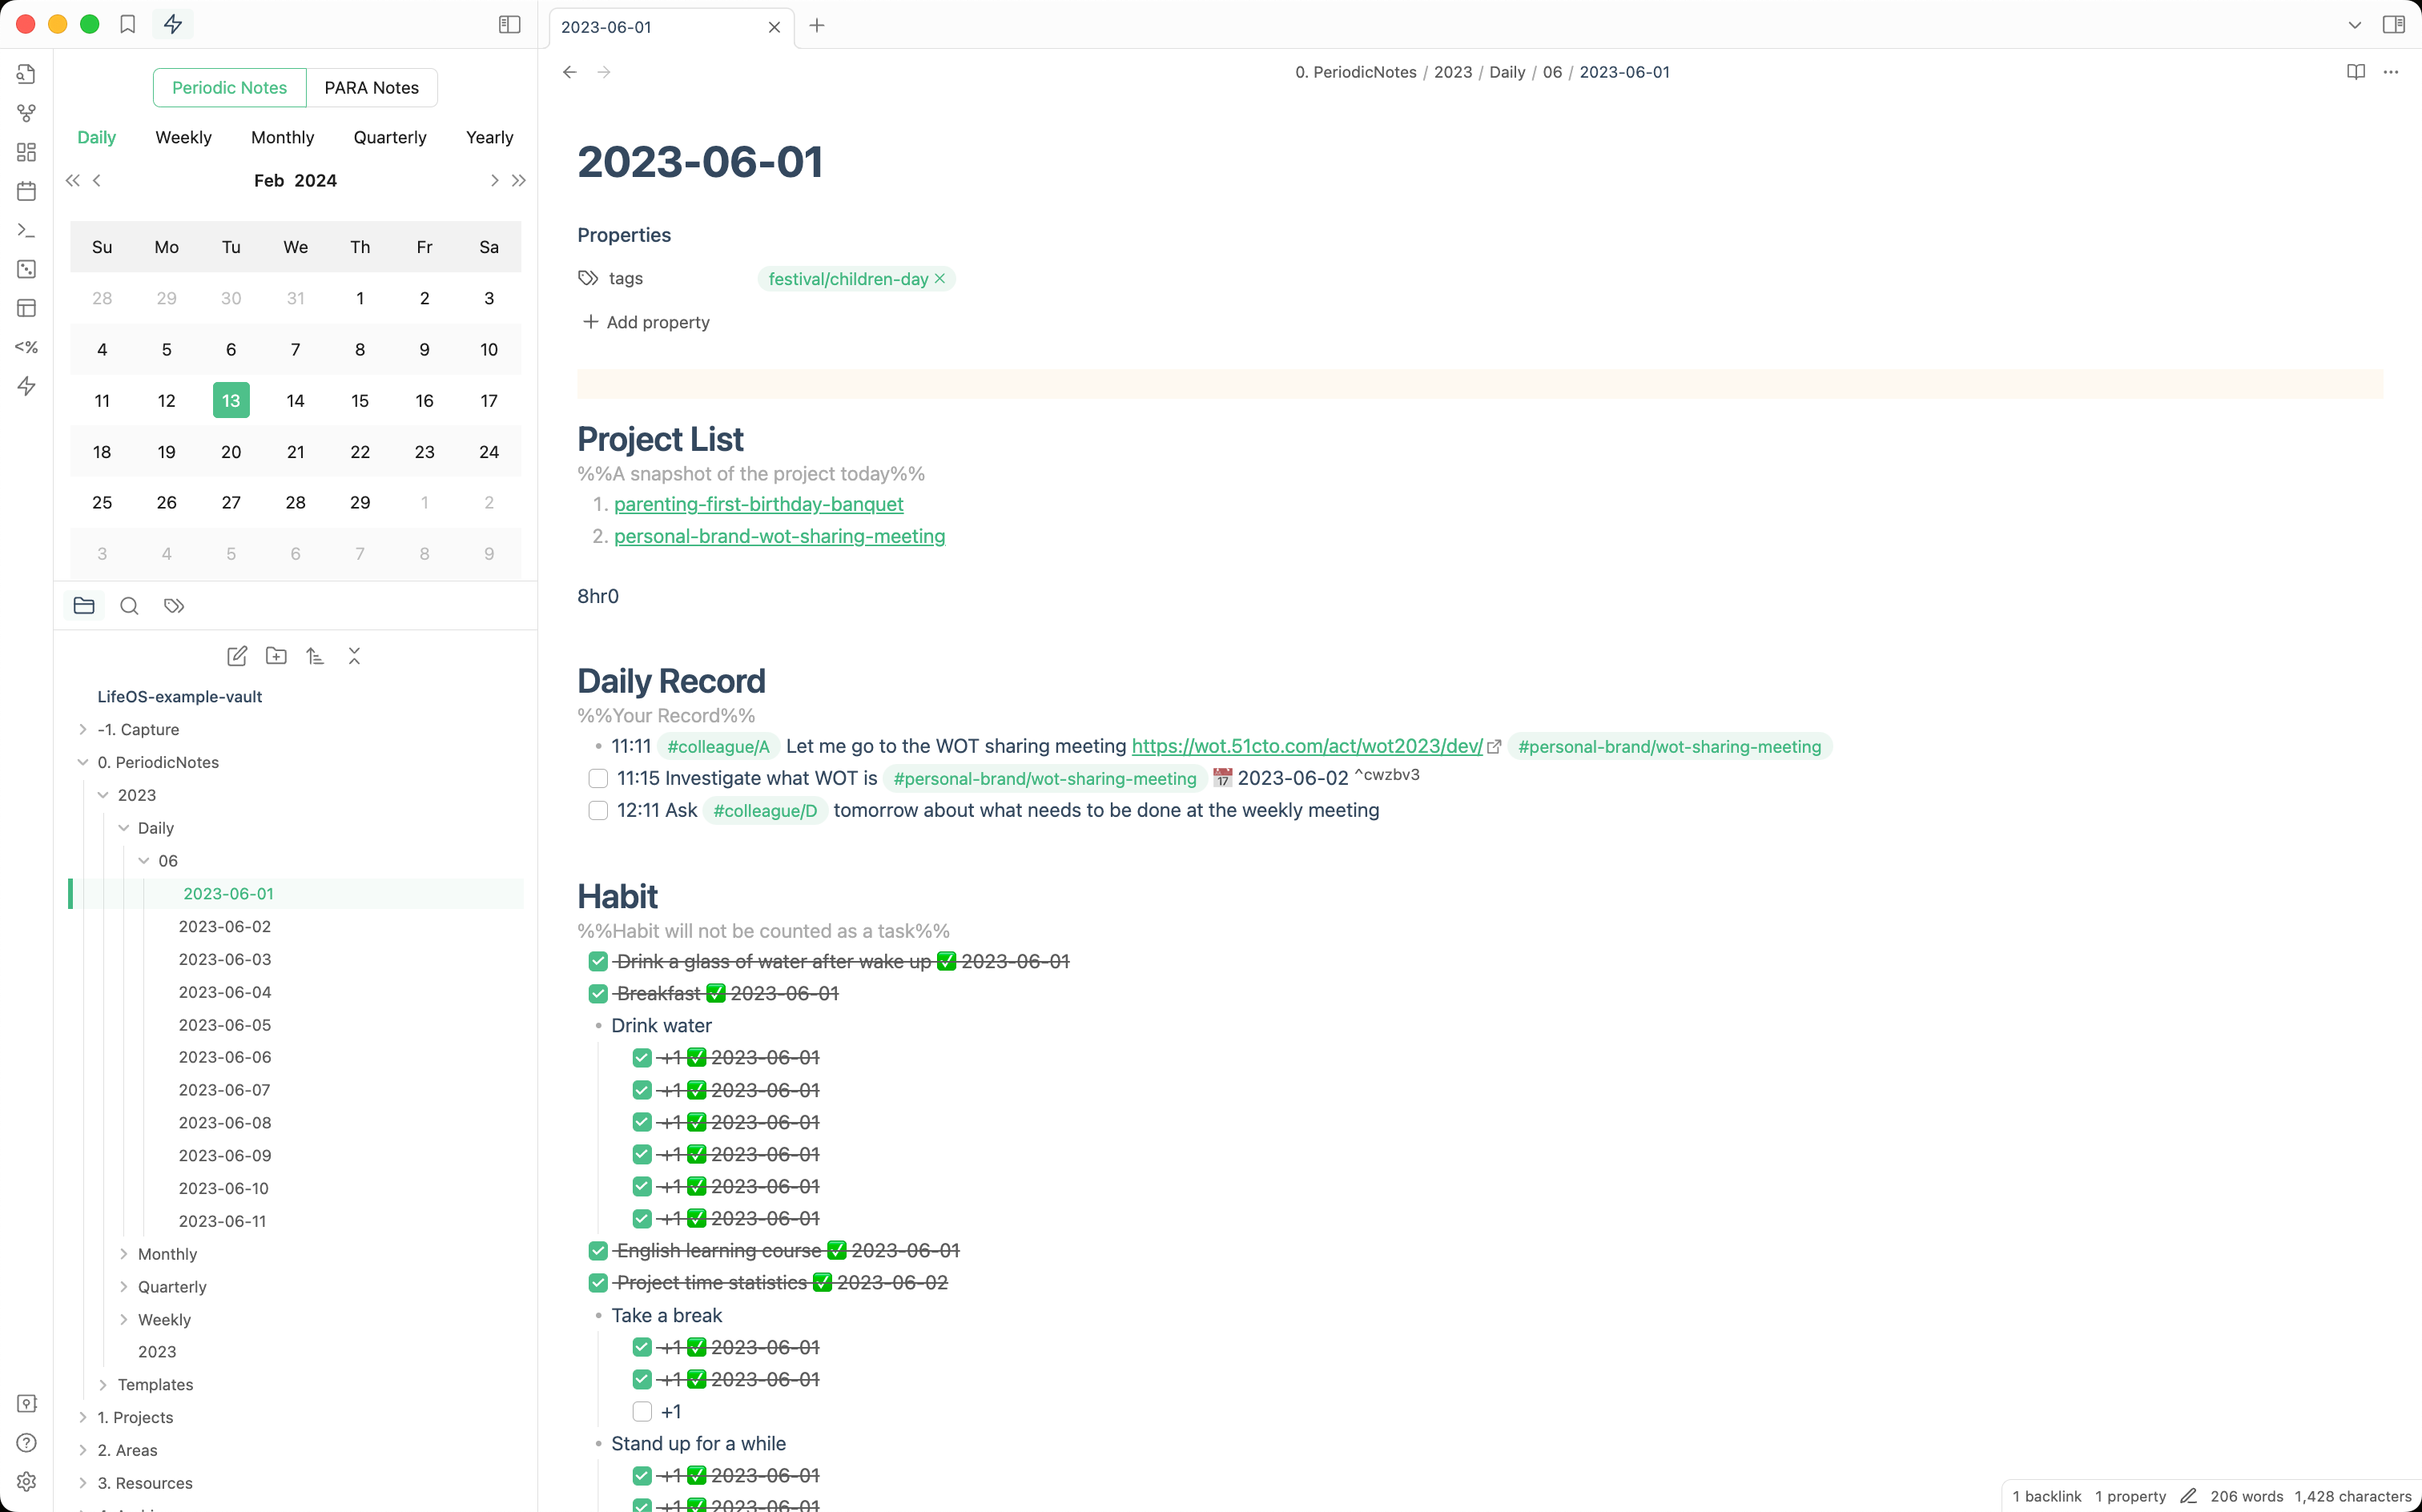 2023-06-01
Periodic Notes PARA Notes
Daily Weekly Monthly Quarterly Yearly
Feb 2024
Su Mo Tu We Th Fr Sa
28 29 30 31 1 2 3
4 5 6 7 8 9 10
11 12 13 14 15 16 17
18 19 20 21 22 23 24
25 26 27 28 29 1 2
3 4 5 6 7 8 9
<%
LifeOS-example-vault
-1. Capture
0. PeriodicNotes
2023
Daily
06
2023-06-01
2023-06-02
2023-06-03
2023-06-04
2023-06-05
2023-06-06
2023-06-07
2023-06-08
2023-06-09
2023-06-10
2023-06-11
Monthly
Quarterly
Weekly
2023
Templates
1. Projects
2. Areas
3. Resources
0. PeriodicNotes / 2023 / Daily / 06 / 2023-06-01
2023-06-01
Properties
tags festival/children-day
Add property
Project List
%%A snapshot of the project today%%
1. parenting-first-birthday-banquet
2. personal-brand-wot-sharing-meeting
8hr0
Daily Record
%%Your Record%%
11:11 #colleague/A Let me go to the WOT sharing meeting https://wot.51cto.com/act/wot2023/dev/ #personal-brand/wot-sharing-meeting
11:15 Investigate what WOT is #personal-brand/wot-sharing-meeting 📅 2023-06-02 ^cwzbv3
12:11 Ask #colleague/D tomorrow about what needs to be done at the weekly meeting
Habit
%%Habit will not be counted as a task%%
Drink a glass of water after wake up ✅ 2023-06-01
Breakfast ✅ 2023-06-01
Drink water
+1 ✅ 2023-06-01
+1 ✅ 2023-06-01
+1 ✅ 2023-06-01
+1 ✅ 2023-06-01
+1 ✅ 2023-06-01
+1 ✅ 2023-06-01
English learning course ✅ 2023-06-01
Project time statistics ✅ 2023-06-02
Take a break
+1 ✅ 2023-06-01
+1 ✅ 2023-06-01
+1
Stand up for a while
+1 ✅ 2023-06-01
+1 ✅ 2023-06-01
1 backlink 1 property 206 words 1,428 characters